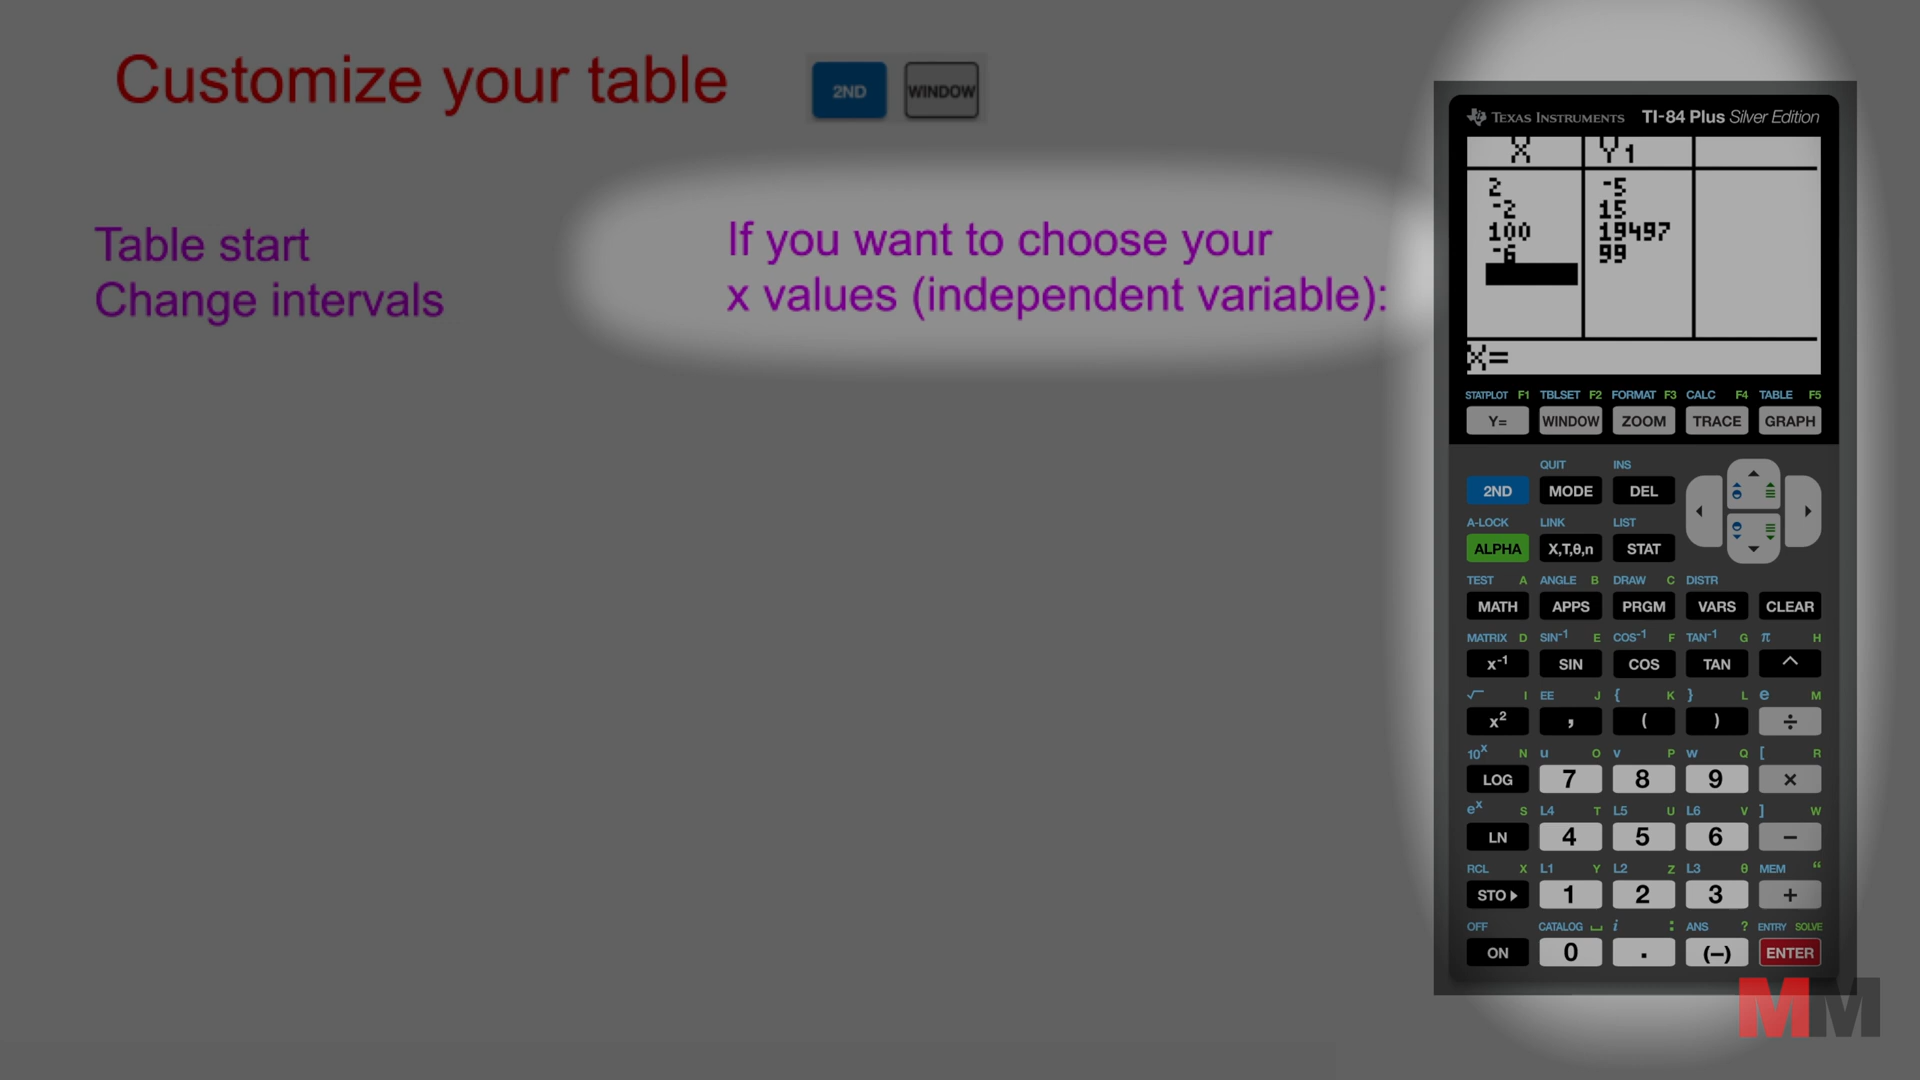 Customize your table
2ND WINDOW
Table start
Change intervals
If you want to choose your
x values (independent variable):
TEXAS INSTRUMENTS TI-84 Plus Silver Edition
X Y1
2 -5
-2 15
100 19497
-6 99
X=
STATPLOT F1 TBLSET F2 FORMAT F3 CALC F4 TABLE F5
Y= WINDOW ZOOM TRACE GRAPH
QUIT INS
2ND MODE DEL
A-LOCK LINK LIST
ALPHA X,T,θ,n STAT
TEST A ANGLE B DRAW C DISTR
MATH APPS PRGM VARS CLEAR
MATRIX D SIN⁻¹ E COS⁻¹ F TAN⁻¹ G π H
x⁻¹ SIN COS TAN ^
√ I EE J { K } L e M
x² , ( ) ÷
10ˣ N u O v P w Q [ R
LOG 7 8 9 ×
eˣ S L4 T L5 U L6 V ] W
LN 4 5 6 −
RCL X L1 Y L2 Z L3 θ MEM “
STO▶ 1 2 3 +
OFF CATALOG ⎵ i : ANS ? ENTRY SOLVE
ON 0 . (−) ENTER
MM